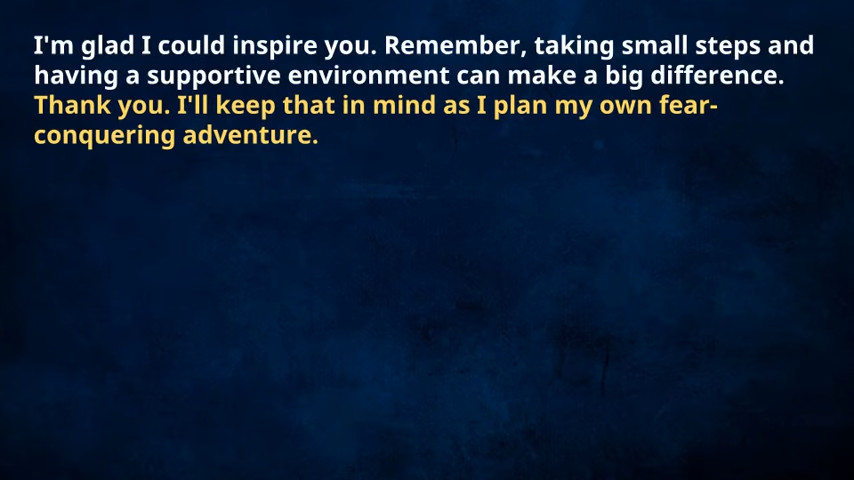 I'm glad I could inspire you. Remember, taking small steps and
having a supportive environment can make a big difference.
Thank you. I'll keep that in mind as I plan my own fear-
conquering adventure.